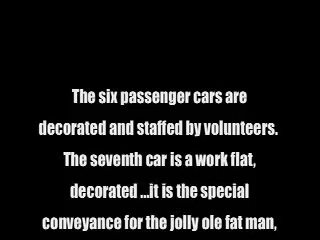 The six passenger cars are
decorated and staffed by volunteers.
The seventh car is a work flat,
decorated ...it is the special
conveyance for the jolly ole fat man,